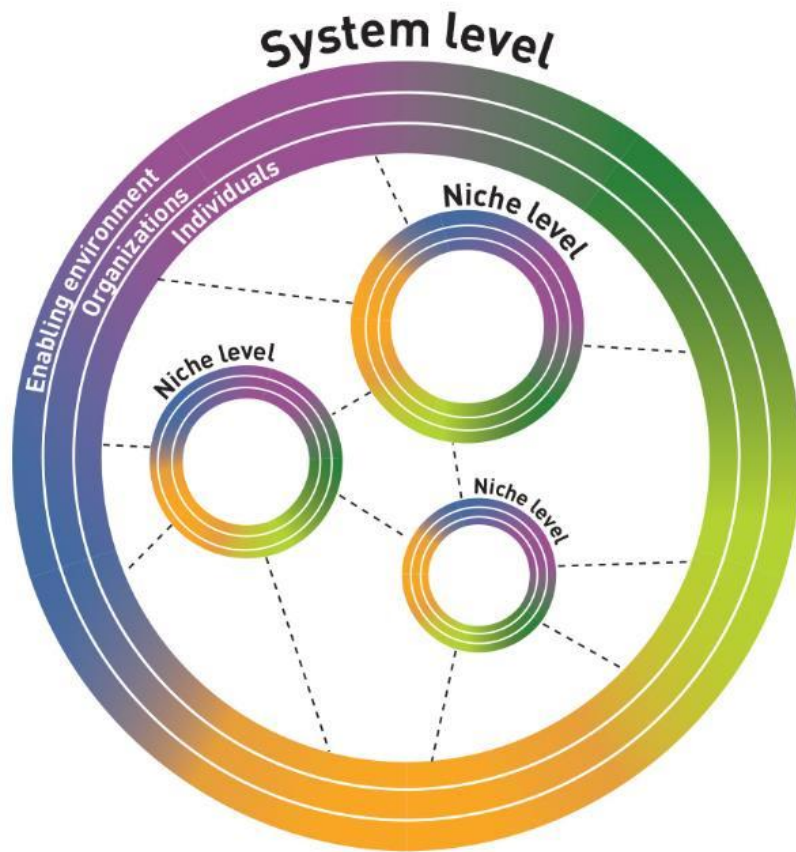 System level
Enabling environment
Organizations
Individuals
Niche level
Niche level
Niche level